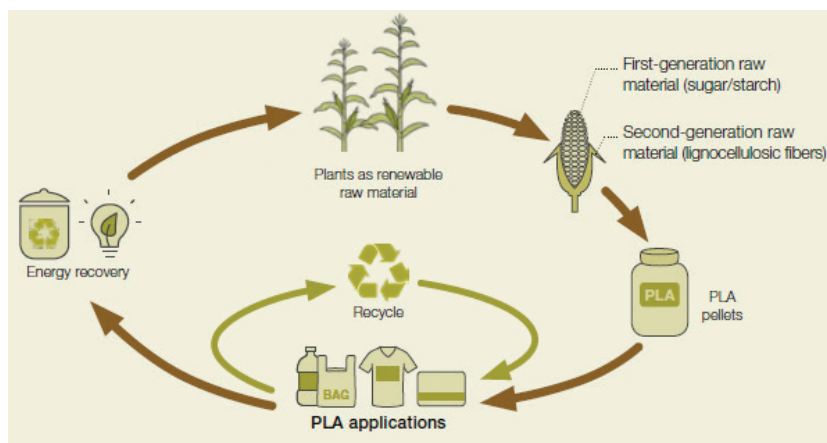 First-generation raw
material (sugar/starch)
Second-generation raw
material (lignocellulosic fibers)
Plants as renewable
raw material
Energy recovery
Recycle
PLA
PLA
pellets
BAG
PLA applications